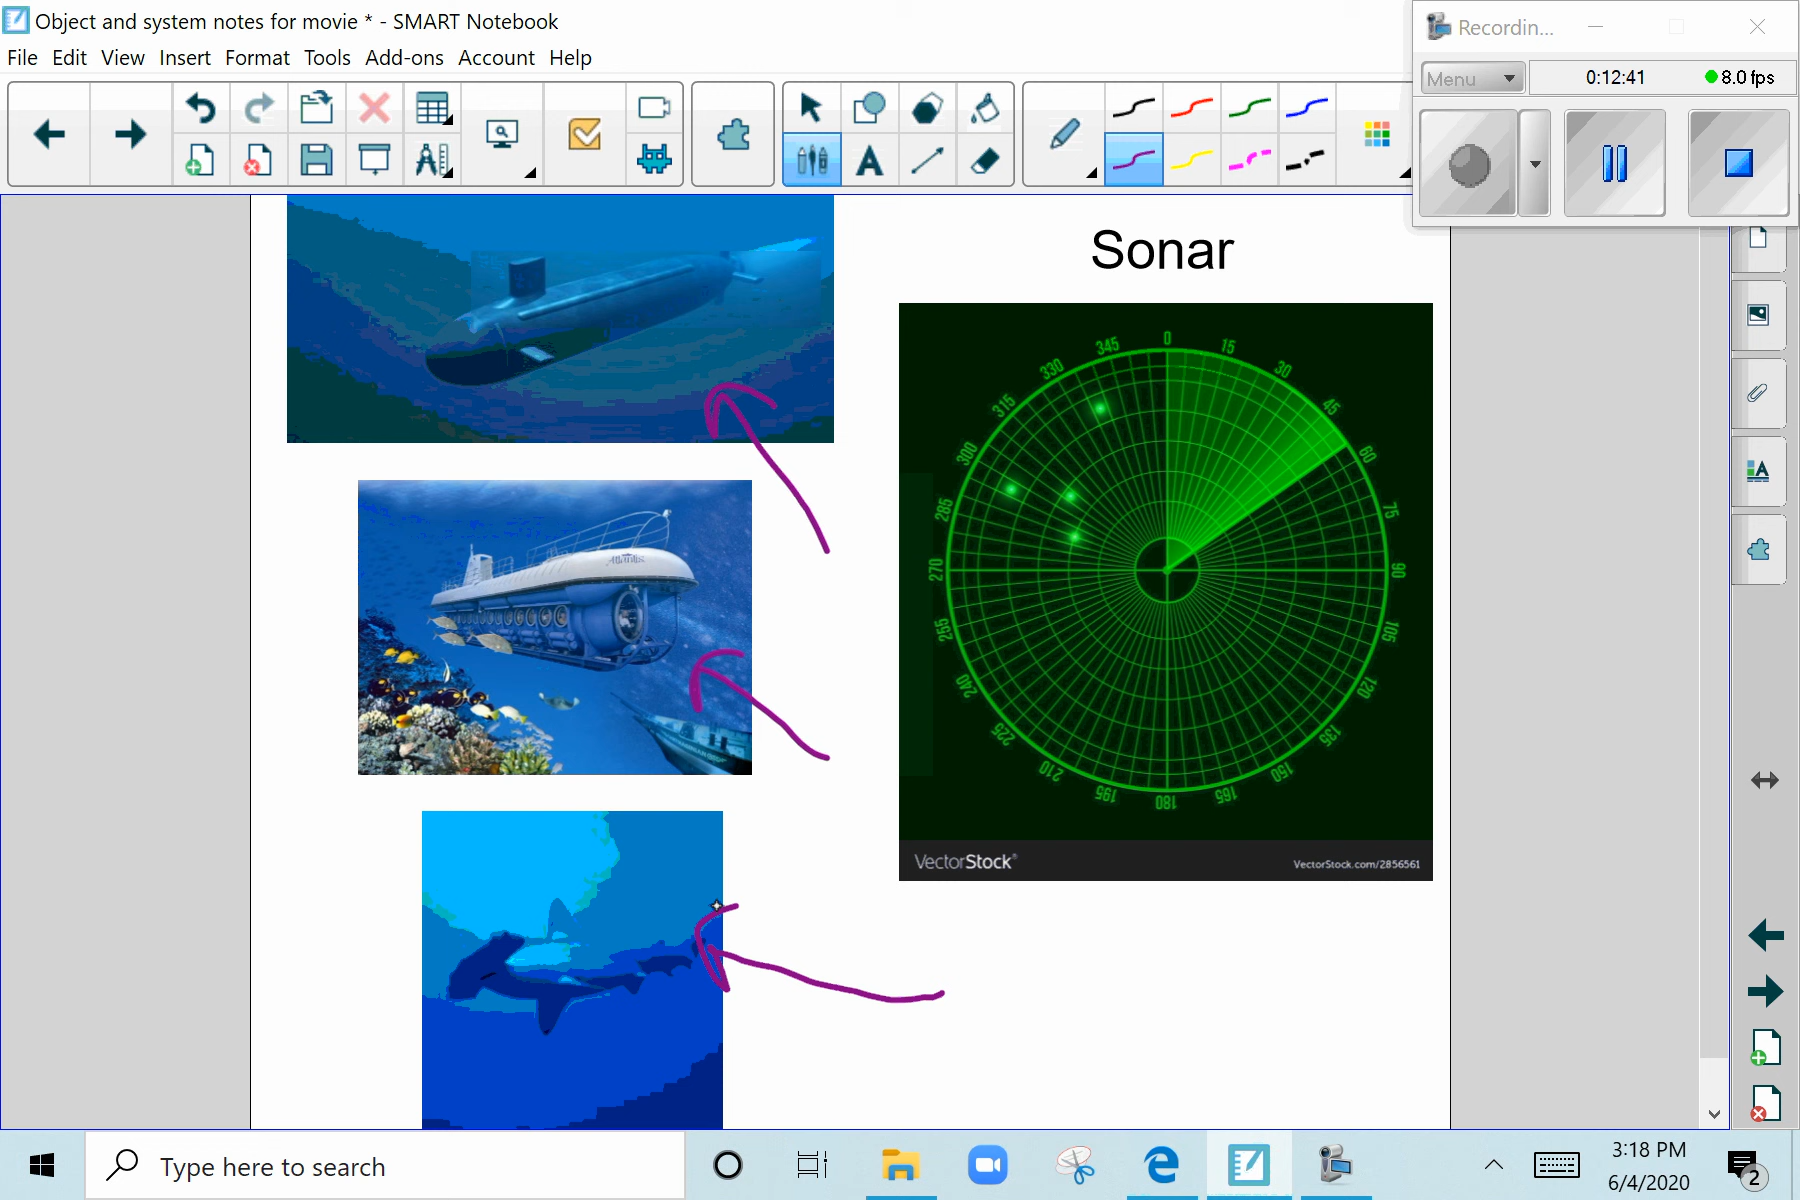 Object and system notes for movie * - SMART Notebook
File Edit View Insert Format Tools Add-ons Account Help
Recordin...
Menu
0:12:41
8.0 fps
A
Sonar
0
15
30
45
60
75
90
105
120
135
150
165
180
195
210
225
240
255
270
285
300
315
330
345
Atlantis
VectorStock®
VectorStock.com/2856561
A
Type here to search
3:18 PM
6/4/2020
2